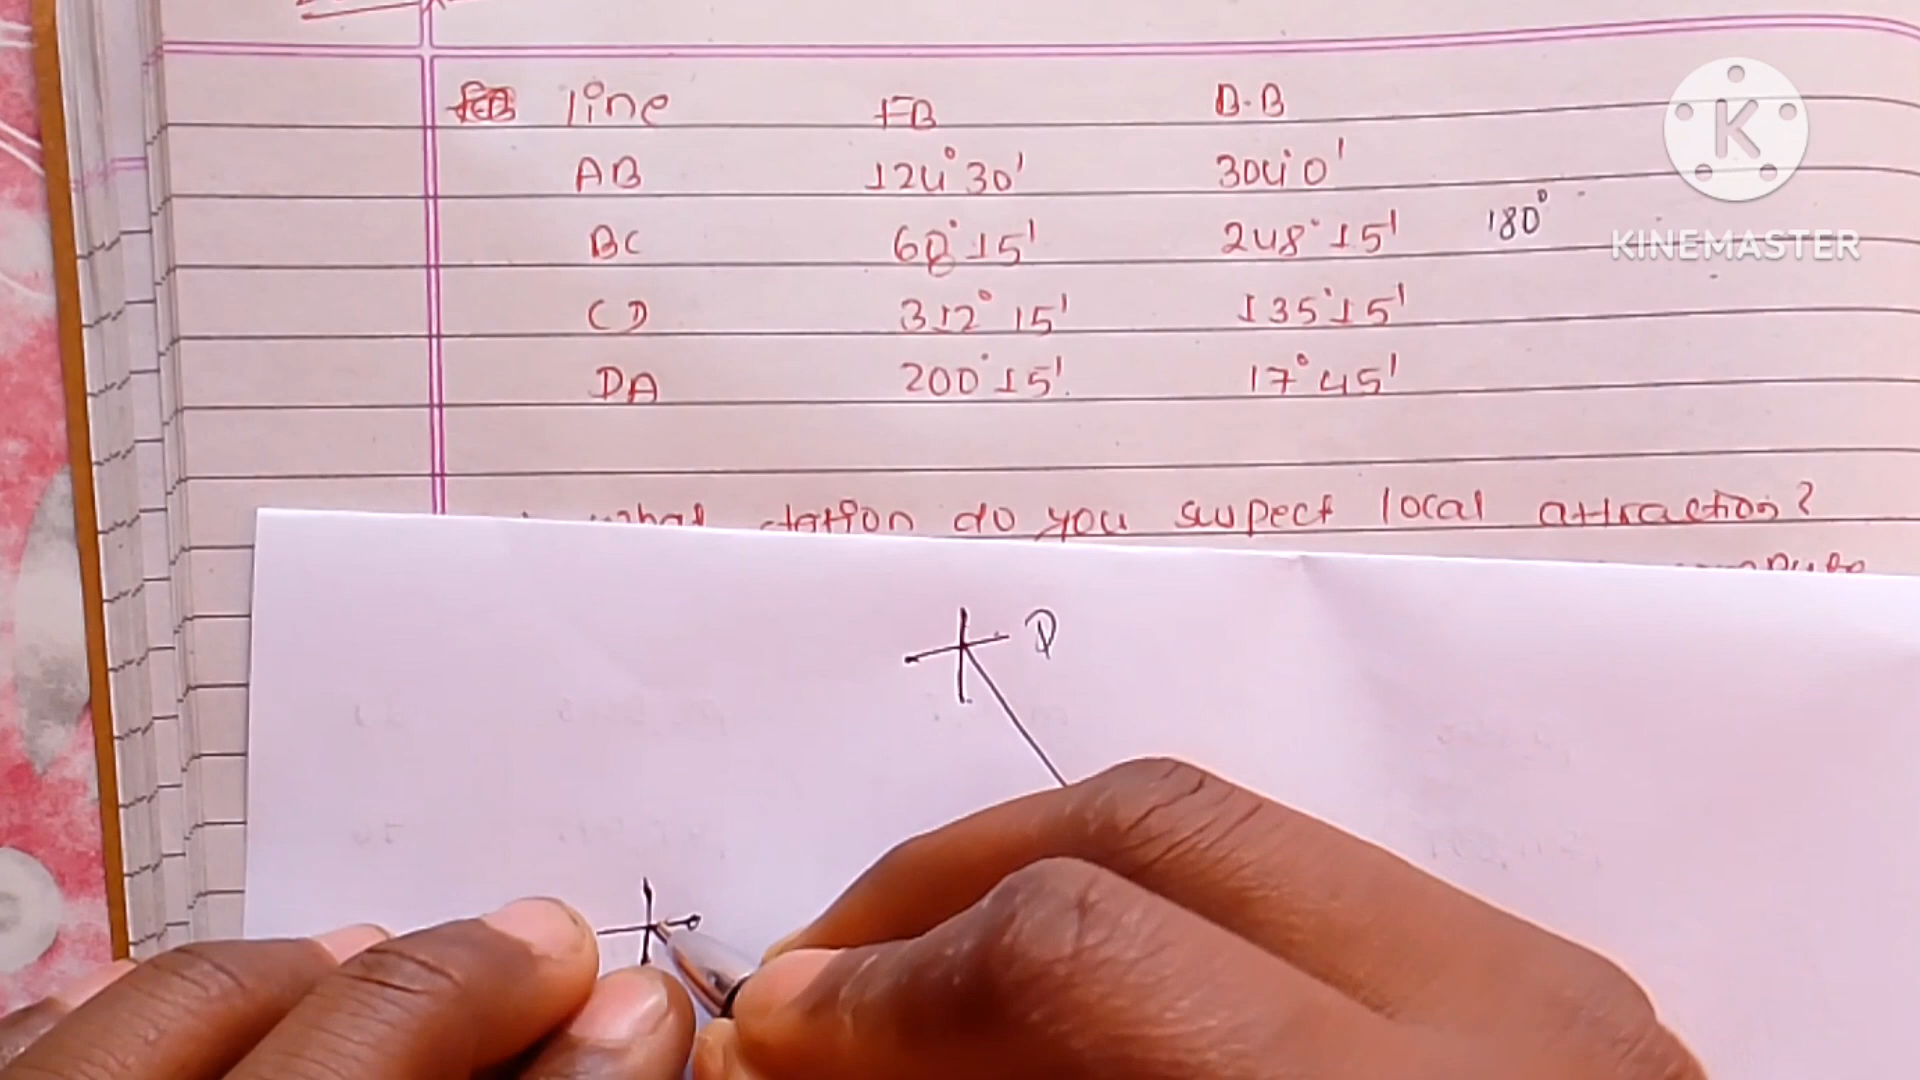 line FB B.B
AB 124°30' 304°0'
BC 68°15' 248°15' 180°
CD 312°15' 135°15'
DA 200°15'. 17°45'
station do you suspect local attraction?
D
K
KINEMASTER